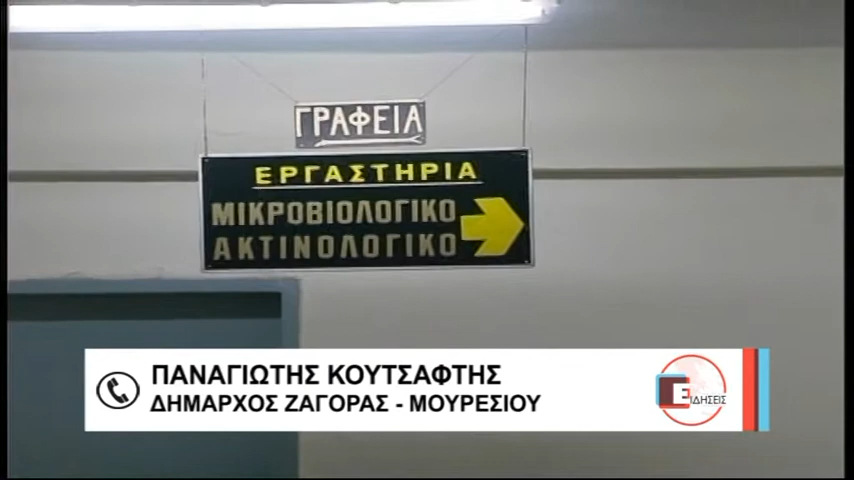 ΓΡΑΦΕΙΑ
ΕΡΓΑΣΤΗΡΙΑ
ΜΙΚΡΟΒΙΟΛΟΓΙΚΟ
ΑΚΤΙΝΟΛΟΓΙΚΟ
ΠΑΝΑΓΙΩΤΗΣ ΚΟΥΤΣΑΦΤΗΣ
ΔΗΜΑΡΧΟΣ ΖΑΓΟΡΑΣ - ΜΟΥΡΕΣΙΟΥ
ΕΙΔΗΣΕΙΣ